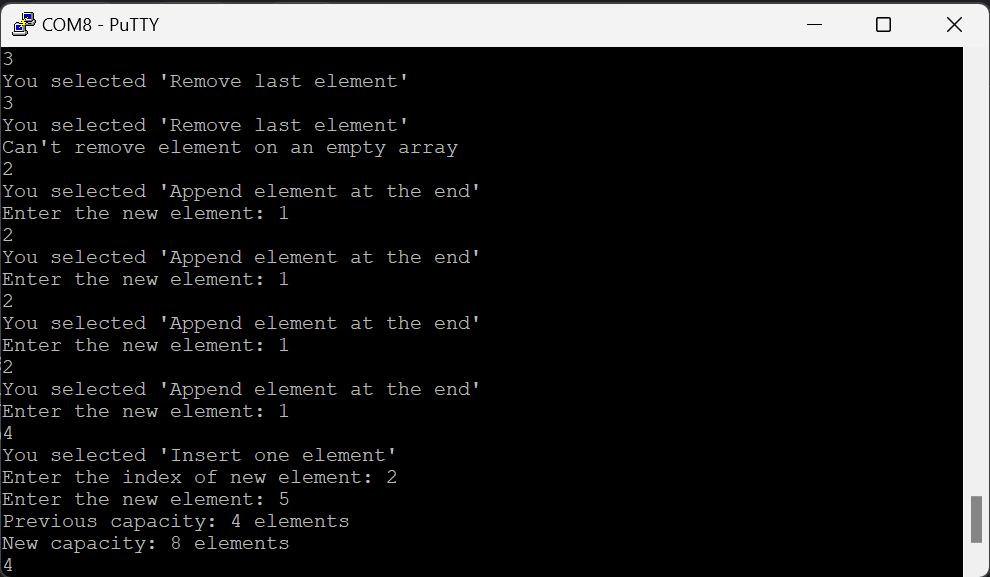 COM8 - PuTTY
3
You selected 'Remove last element'
3
You selected 'Remove last element'
Can't remove element on an empty array
2
You selected 'Append element at the end'
Enter the new element: 1
2
You selected 'Append element at the end'
Enter the new element: 1
2
You selected 'Append element at the end'
Enter the new element: 1
2
You selected 'Append element at the end'
Enter the new element: 1
4
You selected 'Insert one element'
Enter the index of new element: 2
Enter the new element: 5
Previous capacity: 4 elements
New capacity: 8 elements
4